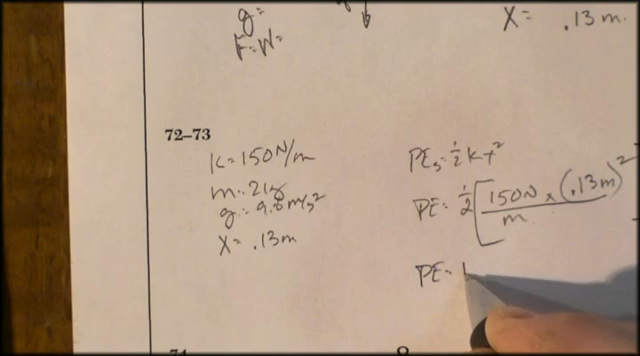 g=
X= .13m.
F=W=
72–73
K=150N/m
PEs=½kx²
m=2kg
g=9.8m/s²
PE=½[150N/m x (.13m)²
X= .13m
PE=